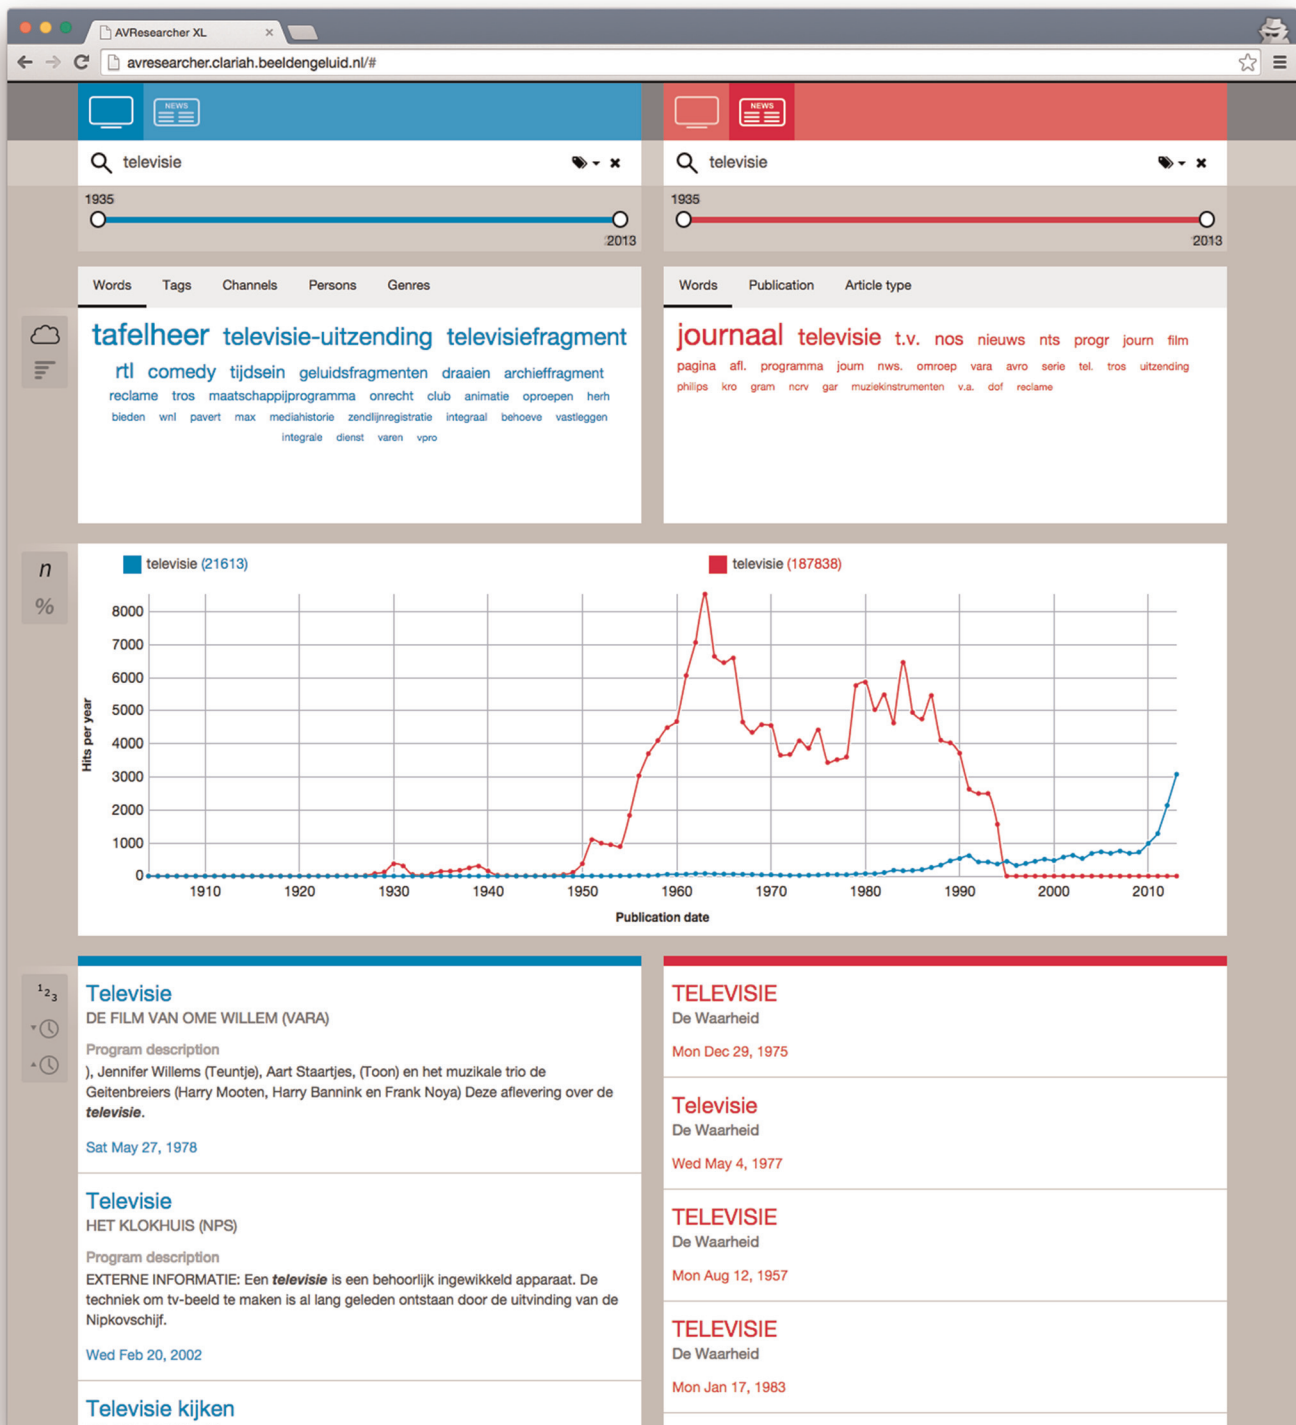 AVResearcher XL
avresearcher.clariah.beeldengeluid.nl/#
NEWS
NEWS
televisie
televisie
1935
2013
1935
2013
Words Tags Channels Persons Genres
tafelheer televisie-uitzending televisiefragment
rtl comedy tijdsein geluidsfragmenten draaien archieffragment
reclame tros maatschappijprogramma onrecht club animatie oproepen herh
bieden wnl pavert max mediahistorie zendlijnregistratie integraal behoeve vastleggen
integrale dienst varen vpro
Words Publication Article type
journaal televisie t.v. nos nieuws nts progr journ film
pagina afl. programma journ nws. omroep vara avro serie tel. tros uitzending
philips kro gram ncrv gar muziekinstrumenten v.a. dof reclame
n
%
televisie (21613)
televisie (187838)
Hits per year
8000
7000
6000
5000
4000
3000
2000
1000
0
1910 1920 1930 1940 1950 1960 1970 1980 1990 2000 2010
Publication date
123
Televisie
DE FILM VAN OME WILLEM (VARA)
Program description
), Jennifer Willems (Teuntje), Aart Staartjes, (Toon) en het muzikale trio de
Geitenbreiers (Harry Mooten, Harry Bannink en Frank Noya) Deze aflevering over de
televisie.
Sat May 27, 1978
Televisie
HET KLOKHUIS (NPS)
Program description
EXTERNE INFORMATIE: Een televisie is een behoorlijk ingewikkeld apparaat. De
techniek om tv-beeld te maken is al lang geleden ontstaan door de uitvinding van de
Nipkovschijf.
Wed Feb 20, 2002
Televisie kijken
TELEVISIE
De Waarheid
Mon Dec 29, 1975
Televisie
De Waarheid
Wed May 4, 1977
TELEVISIE
De Waarheid
Mon Aug 12, 1957
TELEVISIE
De Waarheid
Mon Jan 17, 1983